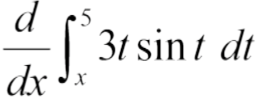 d/dx ∫_x^5 3t sin t dt